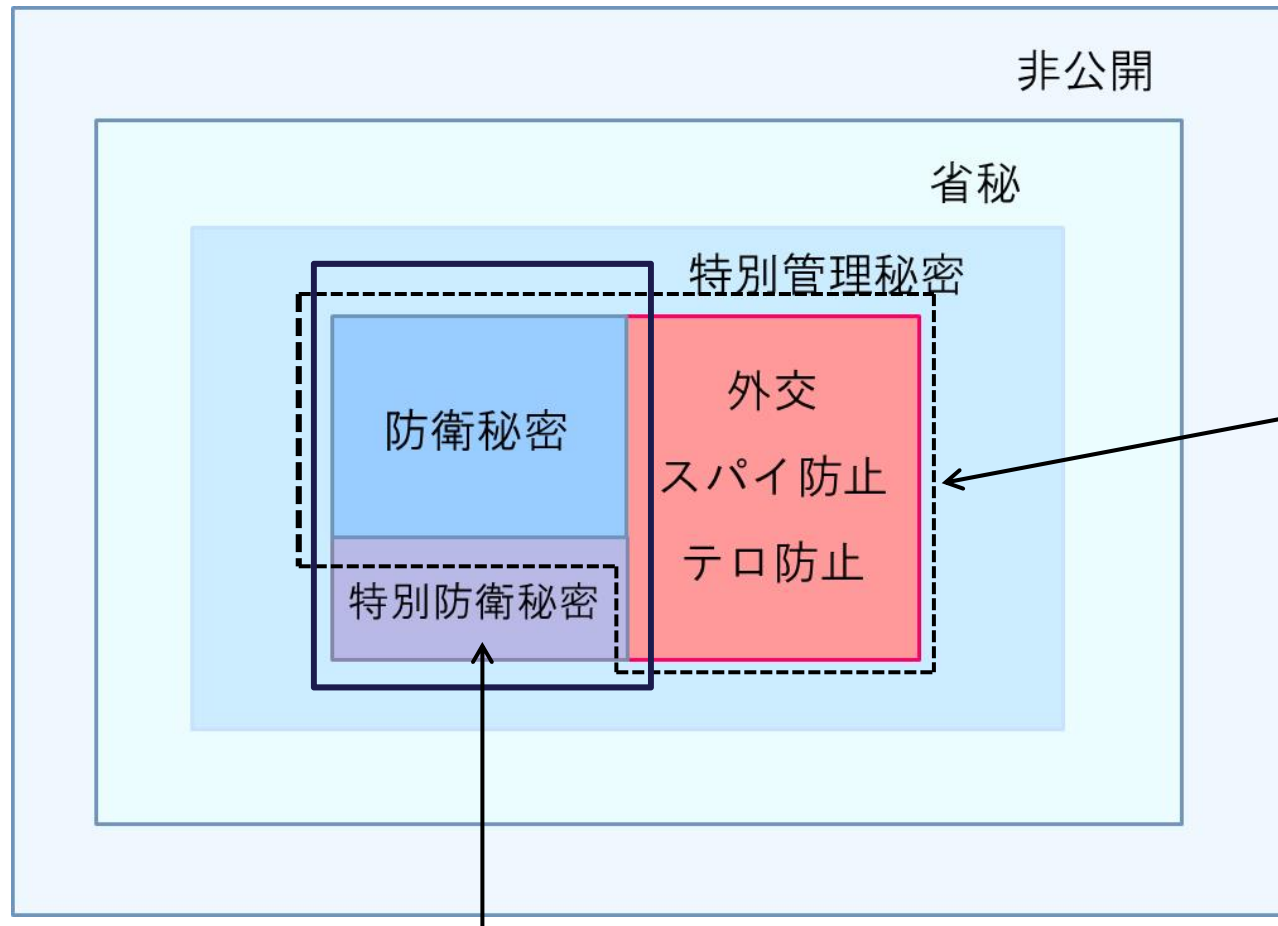 非公開
省秘
特別管理秘密
防衛秘密
外交
スパイ防止
テロ防止
特別防衛秘密